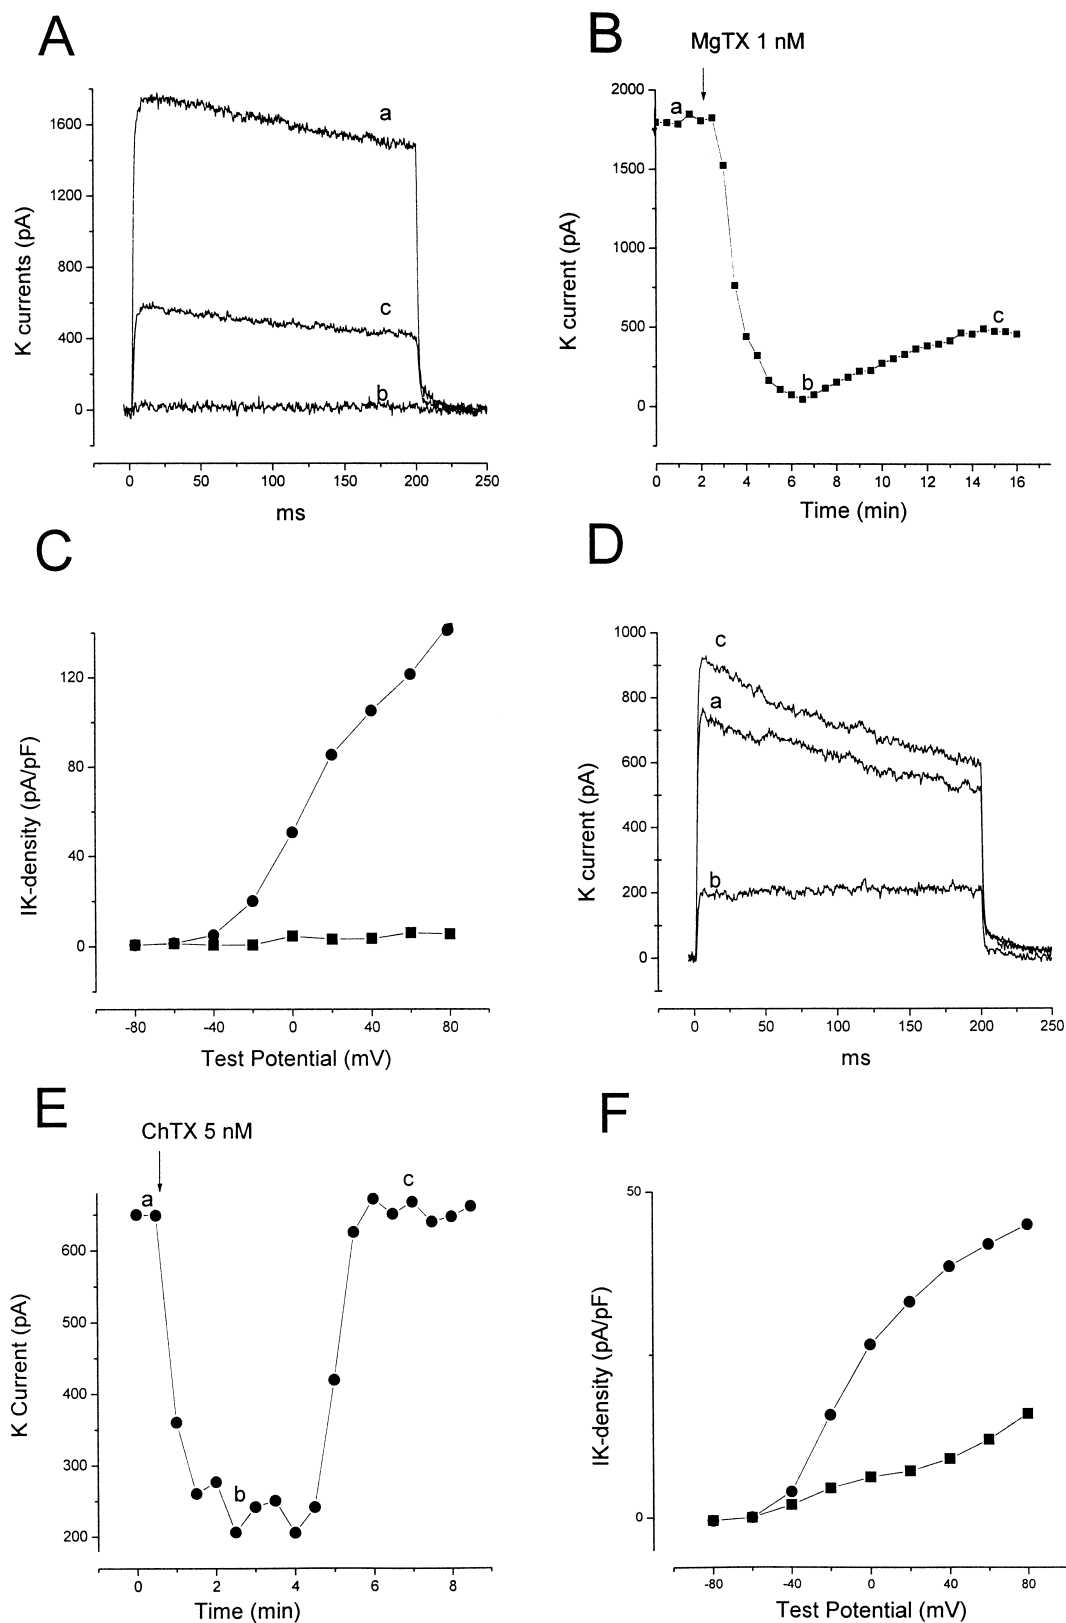 A
K currents (pA)
1600
1200
800
400
0
a
c
b
0 50 100 150 200 250
ms
B
MgTX 1 nM
K current (pA)
2000
1500
1000
500
0
a
b
c
0 2 4 6 8 10 12 14 16
Time (min)
C
IK-density (pA/pF)
120
80
40
0
-80 -40 0 40 80
Test Potential (mV)
D
K current (pA)
1000
800
600
400
200
0
c
a
b
0 50 100 150 200 250
ms
E
ChTX 5 nM
K Current (pA)
600
500
400
300
200
a
b
c
0 2 4 6 8
Time (min)
F
IK-density (pA/pF)
50
0
-80 -40 0 40 80
Test Potential (mV)